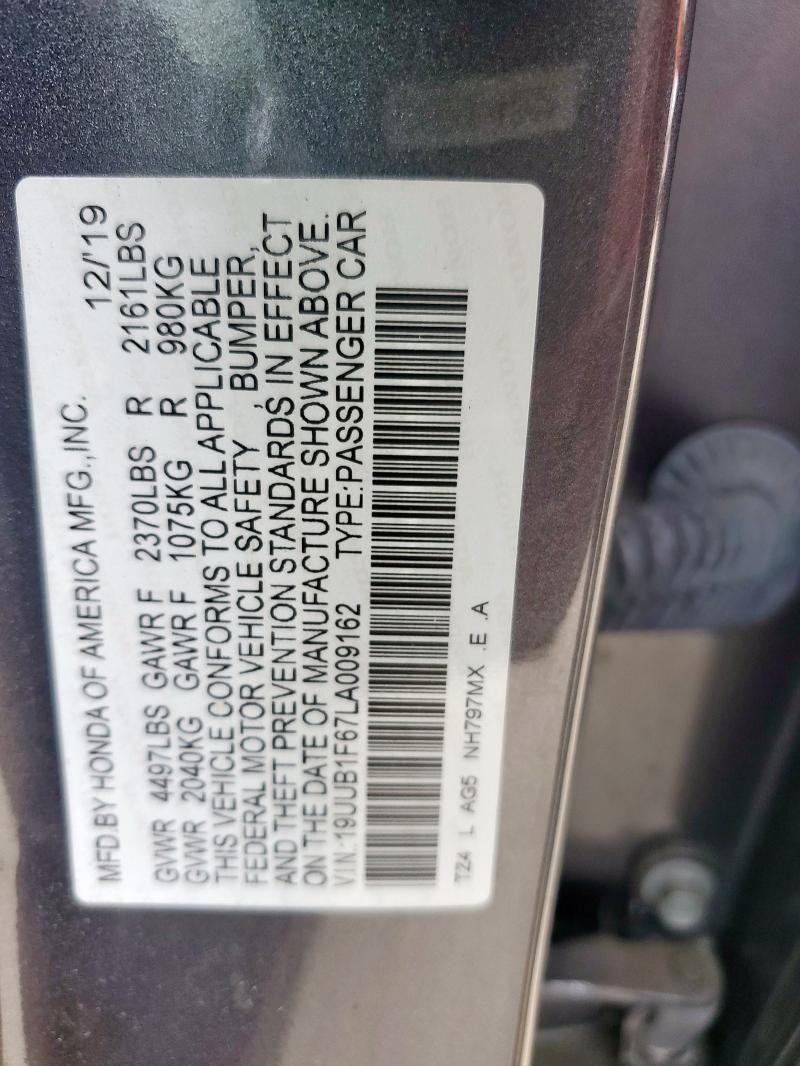 MFD.BY HONDA OF AMERICA MFG.,INC. 12/'19
GVWR 4497LBS GAWR F 2370LBS R 2161LBS
GVWR 2040KG GAWR F 1075KG R 980KG
THIS VEHICLE CONFORMS TO ALL APPLICABLE
FEDERAL MOTOR VEHICLE SAFETY , BUMPER,
AND THEFT PREVENTION STANDARDS IN EFFECT
ON THE DATE OF MANUFACTURE SHOWN ABOVE.
V.I.N.:19UUB1F67LA009162 TYPE:PASSENGER CAR
TZ4 L AG5 NH797MX .E .A